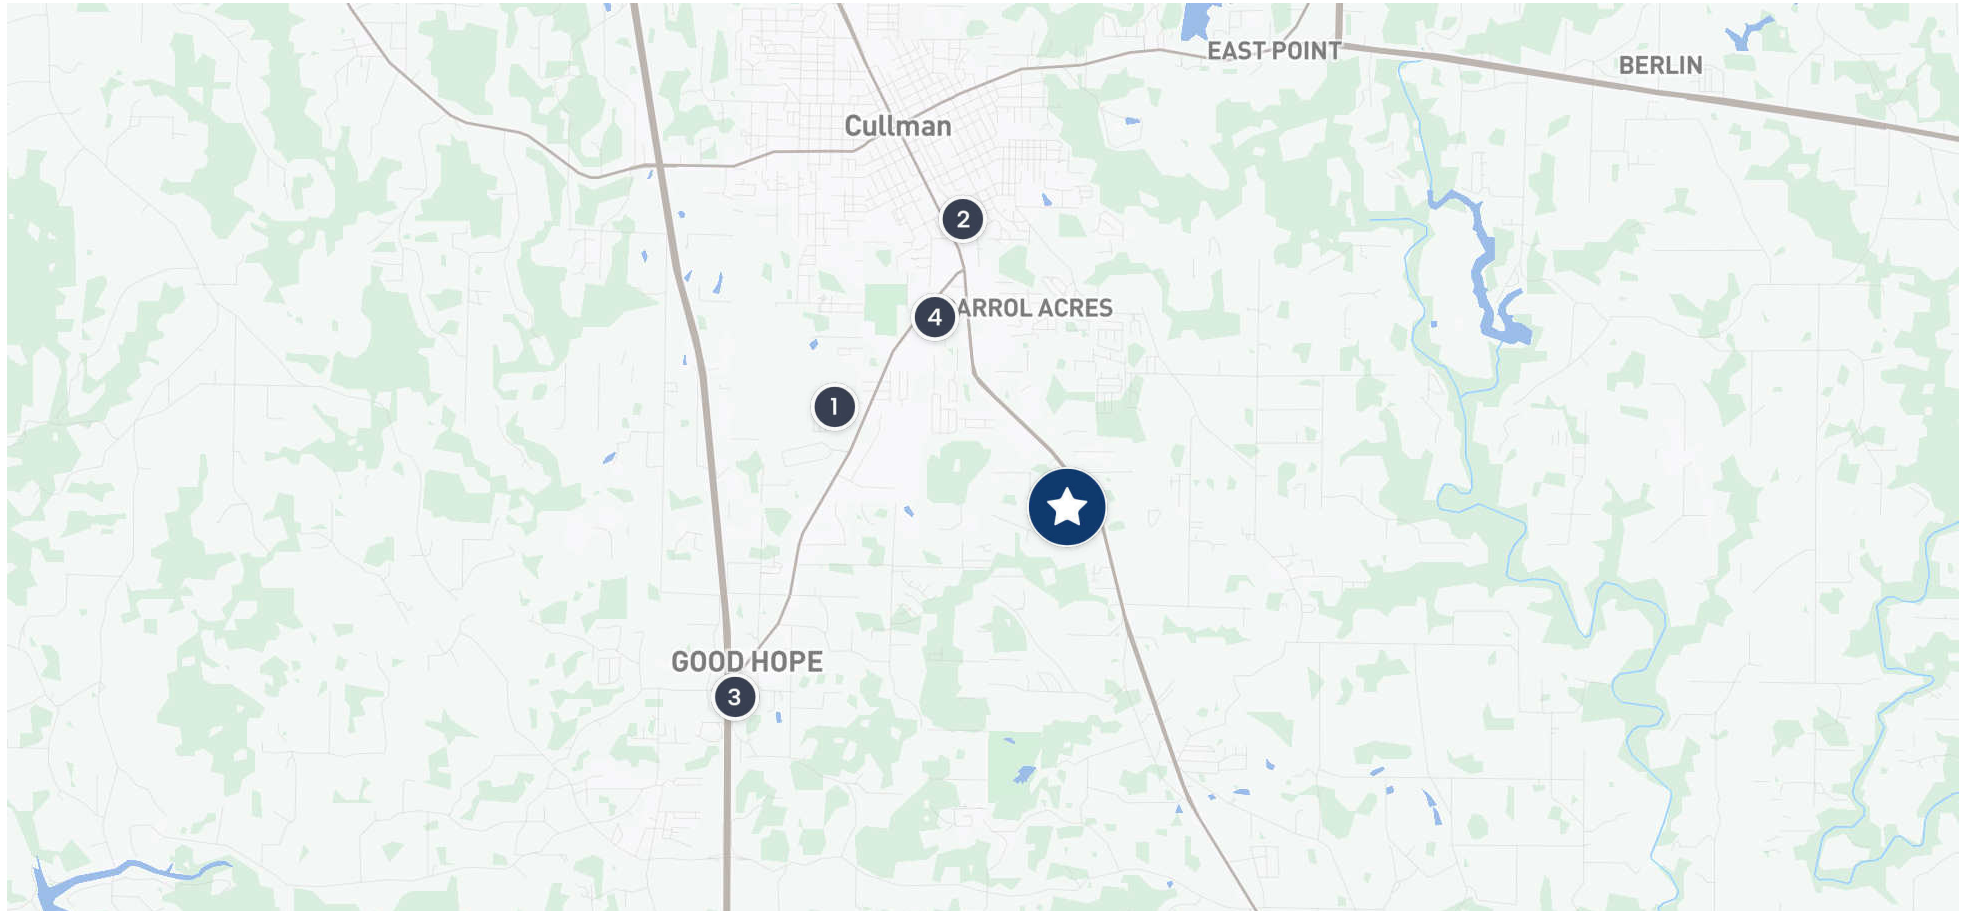 EAST POINT
BERLIN
Cullman
2
4
ARROL ACRES
1
GOOD HOPE
3